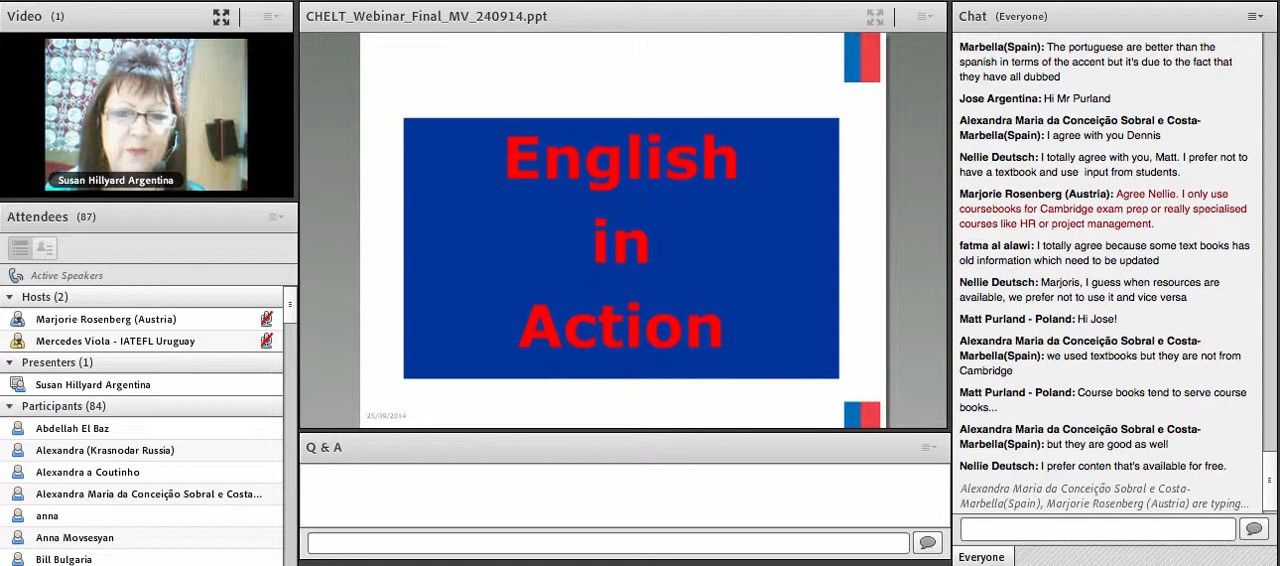 Video (1)
Susan Hillyard Argentina
Attendees (87)
Active Speakers
Hosts (2)
Marjorie Rosenberg (Austria)
Mercedes Viola - IATEFL Uruguay
Presenters (1)
Susan Hillyard Argentina
Participants (84)
Abdellah El Baz
Alexandra (Krasnodar Russia)
Alexandra a Coutinho
Alexandra Maria da Conceição Sobral e Costa...
anna
Anna Movsesyan
Bill Bulgaria
CHELT_Webinar_Final_MV_240914.ppt
English
in
Action
25/09/2014
Q & A
Chat (Everyone)
Marbella(Spain): The portuguese are better than the
spanish in terms of the accent but it's due to the fact that
they have all dubbed
Jose Argentina: Hi Mr Purland
Alexandra Maria da Conceição Sobral e Costa-
Marbella(Spain): I agree with you Dennis
Nellie Deutsch: I totally agree with you, Matt. I prefer not to
have a textbook and use input from students.
Marjorie Rosenberg (Austria): Agree Nellie. I only use
coursebooks for Cambridge exam prep or really specialised
courses like HR or project management.
fatma al alawi: I totally agree because some text books has
old information which need to be updated
Nellie Deutsch: Marjoris, I guess when resources are
available, we prefer not to use it and vice versa
Matt Purland - Poland: Hi Jose!
Alexandra Maria da Conceição Sobral e Costa-
Marbella(Spain): we used textbooks but they are not from
Cambridge
Matt Purland - Poland: Course books tend to serve course
books...
Alexandra Maria da Conceição Sobral e Costa-
Marbella(Spain): but they are good as well
Nellie Deutsch: I prefer conten that's available for free.
Alexandra Maria da Conceição Sobral e Costa-
Marbella(Spain), Marjorie Rosenberg (Austria) are typing...
Everyone